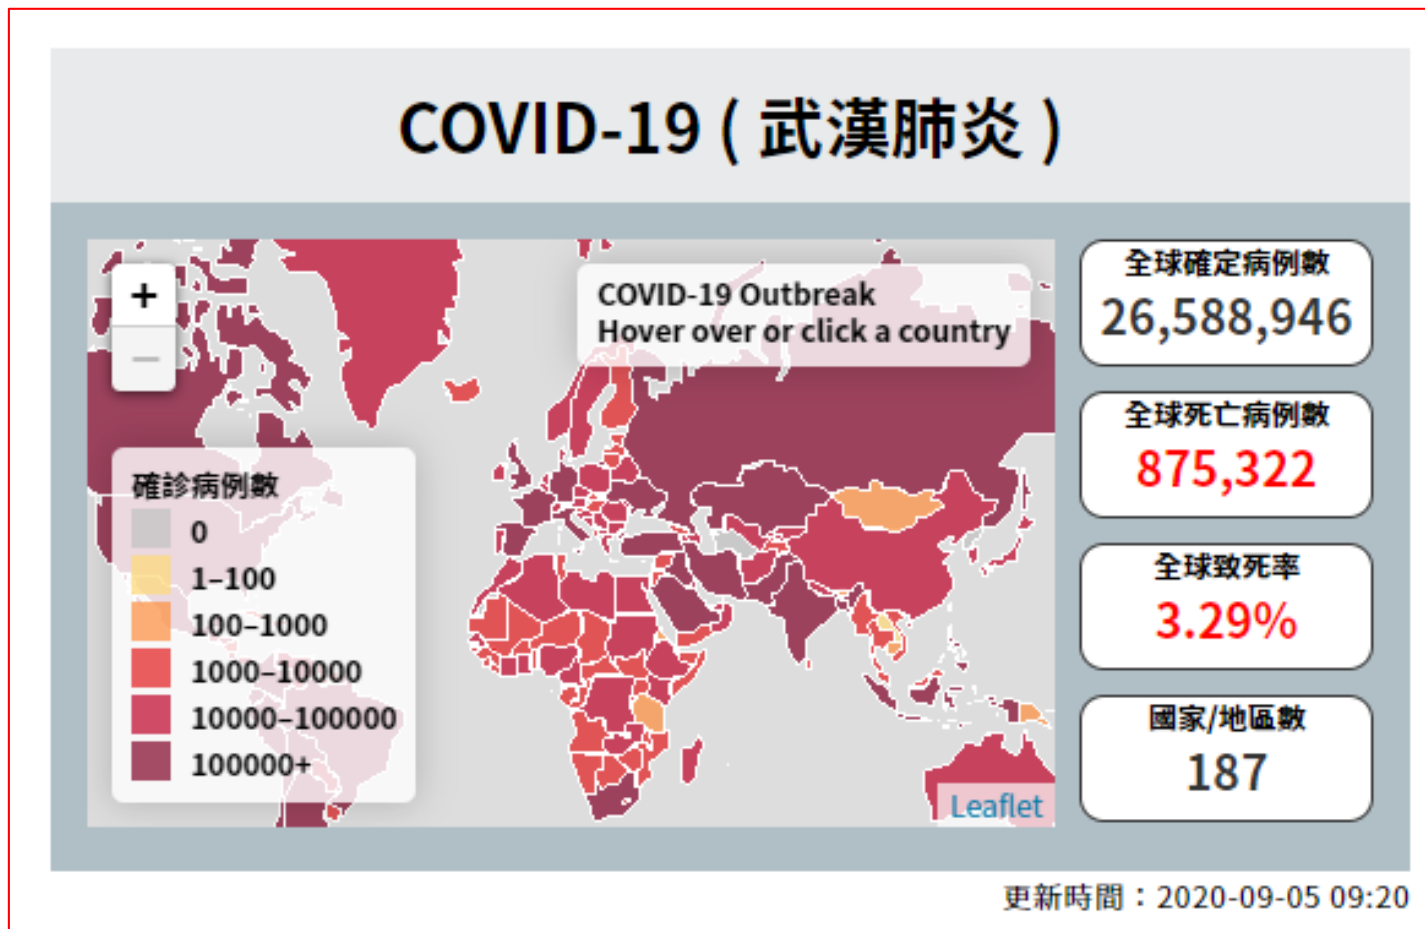 COVID-19 ( 武漢肺炎 )
+
−
COVID-19 Outbreak
Hover over or click a country
確診病例數
0
1–100
100–1000
1000–10000
10000–100000
100000+
Leaflet
全球確定病例數
26,588,946
全球死亡病例數
875,322
全球致死率
3.29%
國家/地區數
187
更新時間：2020-09-05 09:20